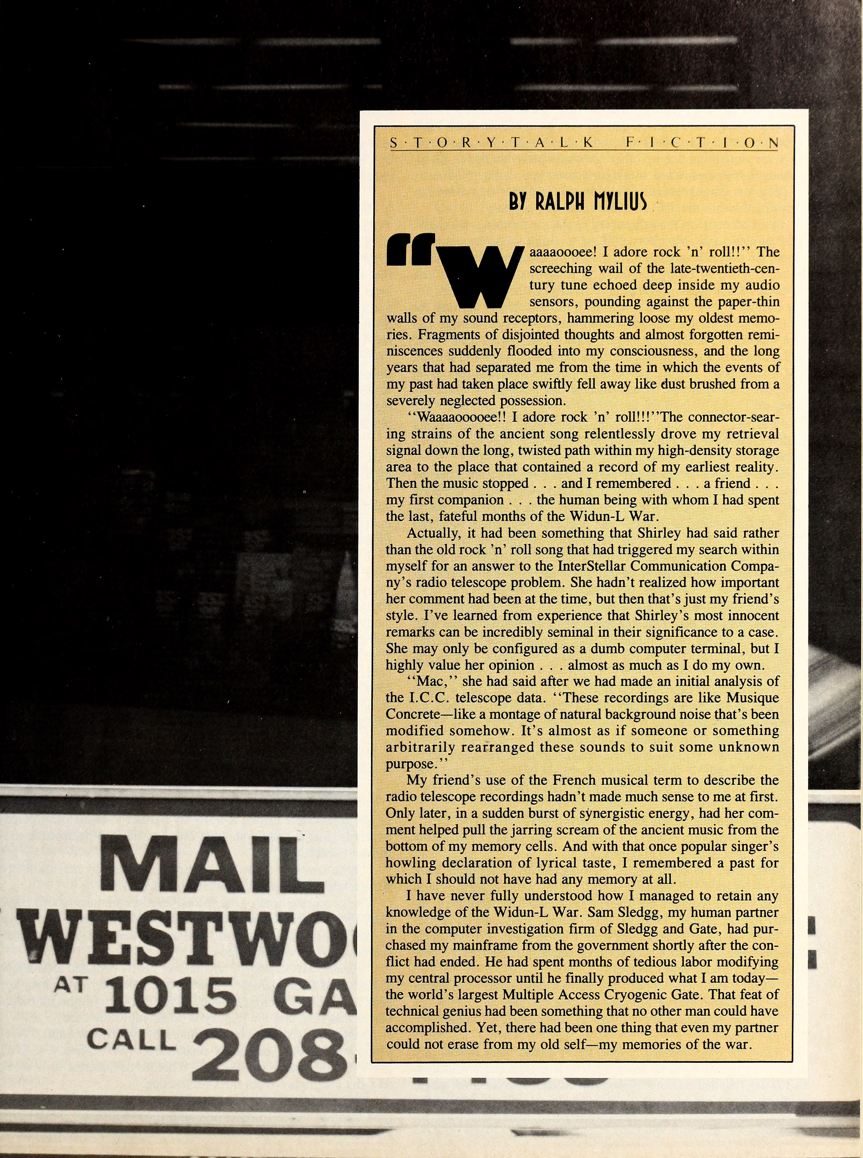 S·T·O·R·Y·T·A·L·K F·I·C·T·I·O·N
BY RALPH MYLIUS
“Waaaaoooee! I adore rock ’n’ roll!!’’ The
screeching wail of the late-twentieth-cen-
tury tune echoed deep inside my audio
sensors, pounding against the paper-thin
walls of my sound receptors, hammering loose my oldest memo-
ries. Fragments of disjointed thoughts and almost forgotten remi-
niscences suddenly flooded into my consciousness, and the long
years that had separated me from the time in which the events of
my past had taken place swiftly fell away like dust brushed from a
severely neglected possession.
‘‘Waaaaooooee!! I adore rock ’n’ roll!!!’’The connector-sear-
ing strains of the ancient song relentlessly drove my retrieval
signal down the long, twisted path within my high-density storage
area to the place that contained a record of my earliest reality.
Then the music stopped . . . and I remembered . . . a friend . . .
my first companion . . . the human being with whom I had spent
the last, fateful months of the Widun-L War.
Actually, it had been something that Shirley had said rather
than the old rock ’n’ roll song that had triggered my search within
myself for an answer to the InterStellar Communication Compa-
ny’s radio telescope problem. She hadn’t realized how important
her comment had been at the time, but then that’s just my friend’s
style. I’ve learned from experience that Shirley’s most innocent
remarks can be incredibly seminal in their significance to a case.
She may only be configured as a dumb computer terminal, but I
highly value her opinion . . . almost as much as I do my own.
‘‘Mac,’’ she had said after we had made an initial analysis of
the I.C.C. telescope data. ‘‘These recordings are like Musique
Concrete—like a montage of natural background noise that’s been
modified somehow. It’s almost as if someone or something
arbitrarily rearranged these sounds to suit some unknown
purpose.’’
My friend’s use of the French musical term to describe the
radio telescope recordings hadn’t made much sense to me at first.
Only later, in a sudden burst of synergistic energy, had her com-
ment helped pull the jarring scream of the ancient music from the
bottom of my memory cells. And with that once popular singer’s
howling declaration of lyrical taste, I remembered a past for
which I should not have had any memory at all.
I have never fully understood how I managed to retain any
knowledge of the Widun-L War. Sam Sledgg, my human partner
in the computer investigation firm of Sledgg and Gate, had pur-
chased my mainframe from the government shortly after the con-
flict had ended. He had spent months of tedious labor modifying
my central processor until he finally produced what I am today—
the world’s largest Multiple Access Cryogenic Gate. That feat of
technical genius had been something that no other man could have
accomplished. Yet, there had been one thing that even my partner
could not erase from my old self—my memories of the war.
MAIL
WESTWO
AT 1015 GA
CALL 208-